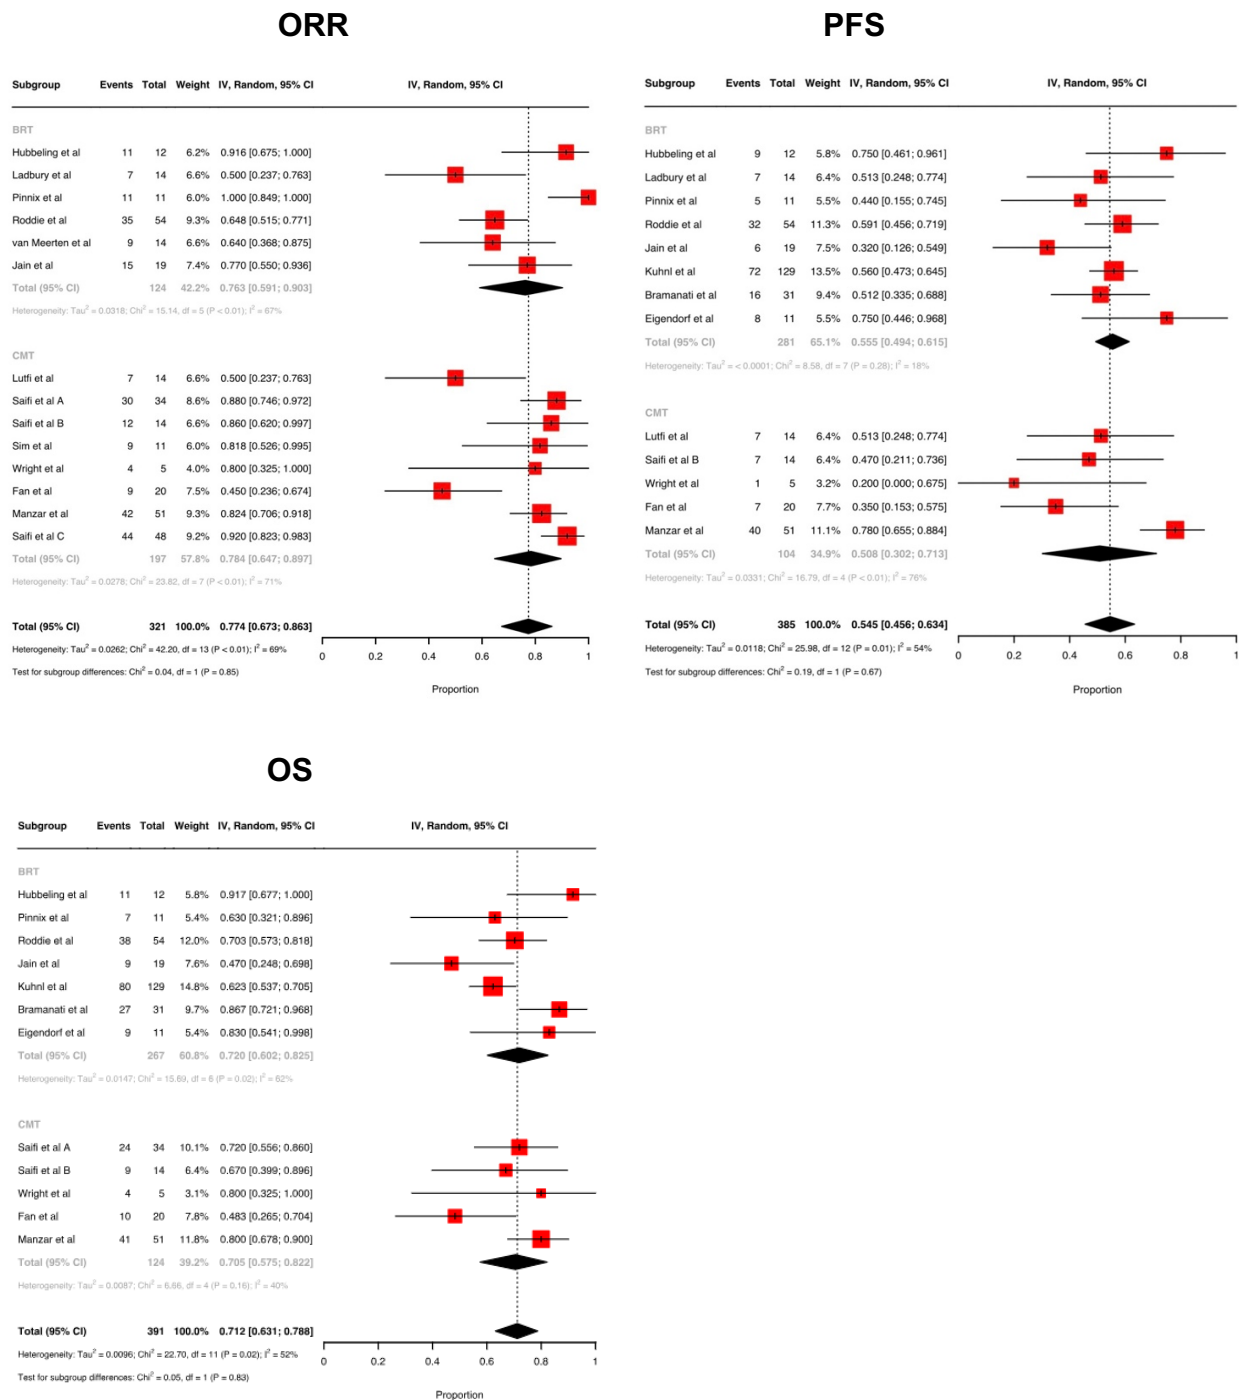 ORR
Subgroup Events Total Weight IV, Random, 95% CI IV, Random, 95% CI
BRT
Hubbeling et al 11 12 6.2% 0.916 [0.675; 1.000]
Ladbury et al 7 14 6.6% 0.500 [0.237; 0.763]
Pinnix et al 11 11 6.0% 1.000 [0.849; 1.000]
Roddie et al 35 54 9.3% 0.648 [0.515; 0.771]
van Meerten et al 9 14 6.6% 0.640 [0.368; 0.875]
Jain et al 15 19 7.4% 0.770 [0.550; 0.936]
Total (95% CI) 124 42.2% 0.763 [0.591; 0.903]
Heterogeneity: Tau² = 0.0318; Chi² = 15.14, df = 5 (P < 0.01); I² = 67%
CMT
Lutfi et al 7 14 6.6% 0.500 [0.237; 0.763]
Saifi et al A 30 34 8.6% 0.880 [0.746; 0.972]
Saifi et al B 12 14 6.6% 0.860 [0.620; 0.997]
Sim et al 9 11 6.0% 0.818 [0.526; 0.995]
Wright et al 4 5 4.0% 0.800 [0.325; 1.000]
Fan et al 9 20 7.5% 0.450 [0.236; 0.674]
Manzar et al 42 51 9.3% 0.824 [0.706; 0.918]
Saifi et al C 44 48 9.2% 0.920 [0.823; 0.983]
Total (95% CI) 197 57.8% 0.784 [0.647; 0.897]
Heterogeneity: Tau² = 0.0278; Chi² = 23.82, df = 7 (P < 0.01); I² = 71%
Total (95% CI) 321 100.0% 0.774 [0.673; 0.863]
Heterogeneity: Tau² = 0.0262; Chi² = 42.20, df = 13 (P < 0.01); I² = 69%
Test for subgroup differences: Chi² = 0.04, df = 1 (P = 0.85)
0 0.2 0.4 0.6 0.8 1
Proportion
PFS
Subgroup Events Total Weight IV, Random, 95% CI IV, Random, 95% CI
BRT
Hubbeling et al 9 12 5.8% 0.750 [0.461; 0.961]
Ladbury et al 7 14 6.4% 0.513 [0.248; 0.774]
Pinnix et al 5 11 5.5% 0.440 [0.155; 0.745]
Roddie et al 32 54 11.3% 0.591 [0.456; 0.719]
Jain et al 6 19 7.5% 0.320 [0.126; 0.549]
Kuhnl et al 72 129 13.5% 0.560 [0.473; 0.645]
Bramanati et al 16 31 9.4% 0.512 [0.335; 0.688]
Eigendorf et al 8 11 5.5% 0.750 [0.446; 0.968]
Total (95% CI) 281 65.1% 0.555 [0.494; 0.615]
Heterogeneity: Tau² = < 0.0001; Chi² = 8.58, df = 7 (P = 0.28); I² = 18%
CMT
Lutfi et al 7 14 6.4% 0.513 [0.248; 0.774]
Saifi et al B 7 14 6.4% 0.470 [0.211; 0.736]
Wright et al 1 5 3.2% 0.200 [0.000; 0.675]
Fan et al 7 20 7.7% 0.350 [0.153; 0.575]
Manzar et al 40 51 11.1% 0.780 [0.655; 0.884]
Total (95% CI) 104 34.9% 0.508 [0.302; 0.713]
Heterogeneity: Tau² = 0.0331; Chi² = 16.79, df = 4 (P < 0.01); I² = 76%
Total (95% CI) 385 100.0% 0.545 [0.456; 0.634]
Heterogeneity: Tau² = 0.0118; Chi² = 25.98, df = 12 (P = 0.01); I² = 54%
Test for subgroup differences: Chi² = 0.19, df = 1 (P = 0.67)
0 0.2 0.4 0.6 0.8 1
Proportion
OS
Subgroup Events Total Weight IV, Random, 95% CI IV, Random, 95% CI
BRT
Hubbeling et al 11 12 5.8% 0.917 [0.677; 1.000]
Pinnix et al 7 11 5.4% 0.630 [0.321; 0.896]
Roddie et al 38 54 12.0% 0.703 [0.573; 0.818]
Jain et al 9 19 7.6% 0.470 [0.248; 0.698]
Kuhnl et al 80 129 14.8% 0.623 [0.537; 0.705]
Bramanati et al 27 31 9.7% 0.867 [0.721; 0.968]
Eigendorf et al 9 11 5.4% 0.830 [0.541; 0.998]
Total (95% CI) 267 60.8% 0.720 [0.602; 0.825]
Heterogeneity: Tau² = 0.0147; Chi² = 15.69, df = 6 (P = 0.02); I² = 62%
CMT
Saifi et al A 24 34 10.1% 0.720 [0.556; 0.860]
Saifi et al B 9 14 6.4% 0.670 [0.399; 0.896]
Wright et al 4 5 3.1% 0.800 [0.325; 1.000]
Fan et al 10 20 7.8% 0.483 [0.265; 0.704]
Manzar et al 41 51 11.8% 0.800 [0.678; 0.900]
Total (95% CI) 124 39.2% 0.705 [0.575; 0.822]
Heterogeneity: Tau² = 0.0087; Chi² = 6.66, df = 4 (P = 0.16); I² = 40%
Total (95% CI) 391 100.0% 0.712 [0.631; 0.788]
Heterogeneity: Tau² = 0.0096; Chi² = 22.70, df = 11 (P = 0.02); I² = 52%
Test for subgroup differences: Chi² = 0.05, df = 1 (P = 0.83)
0 0.2 0.4 0.6 0.8 1
Proportion